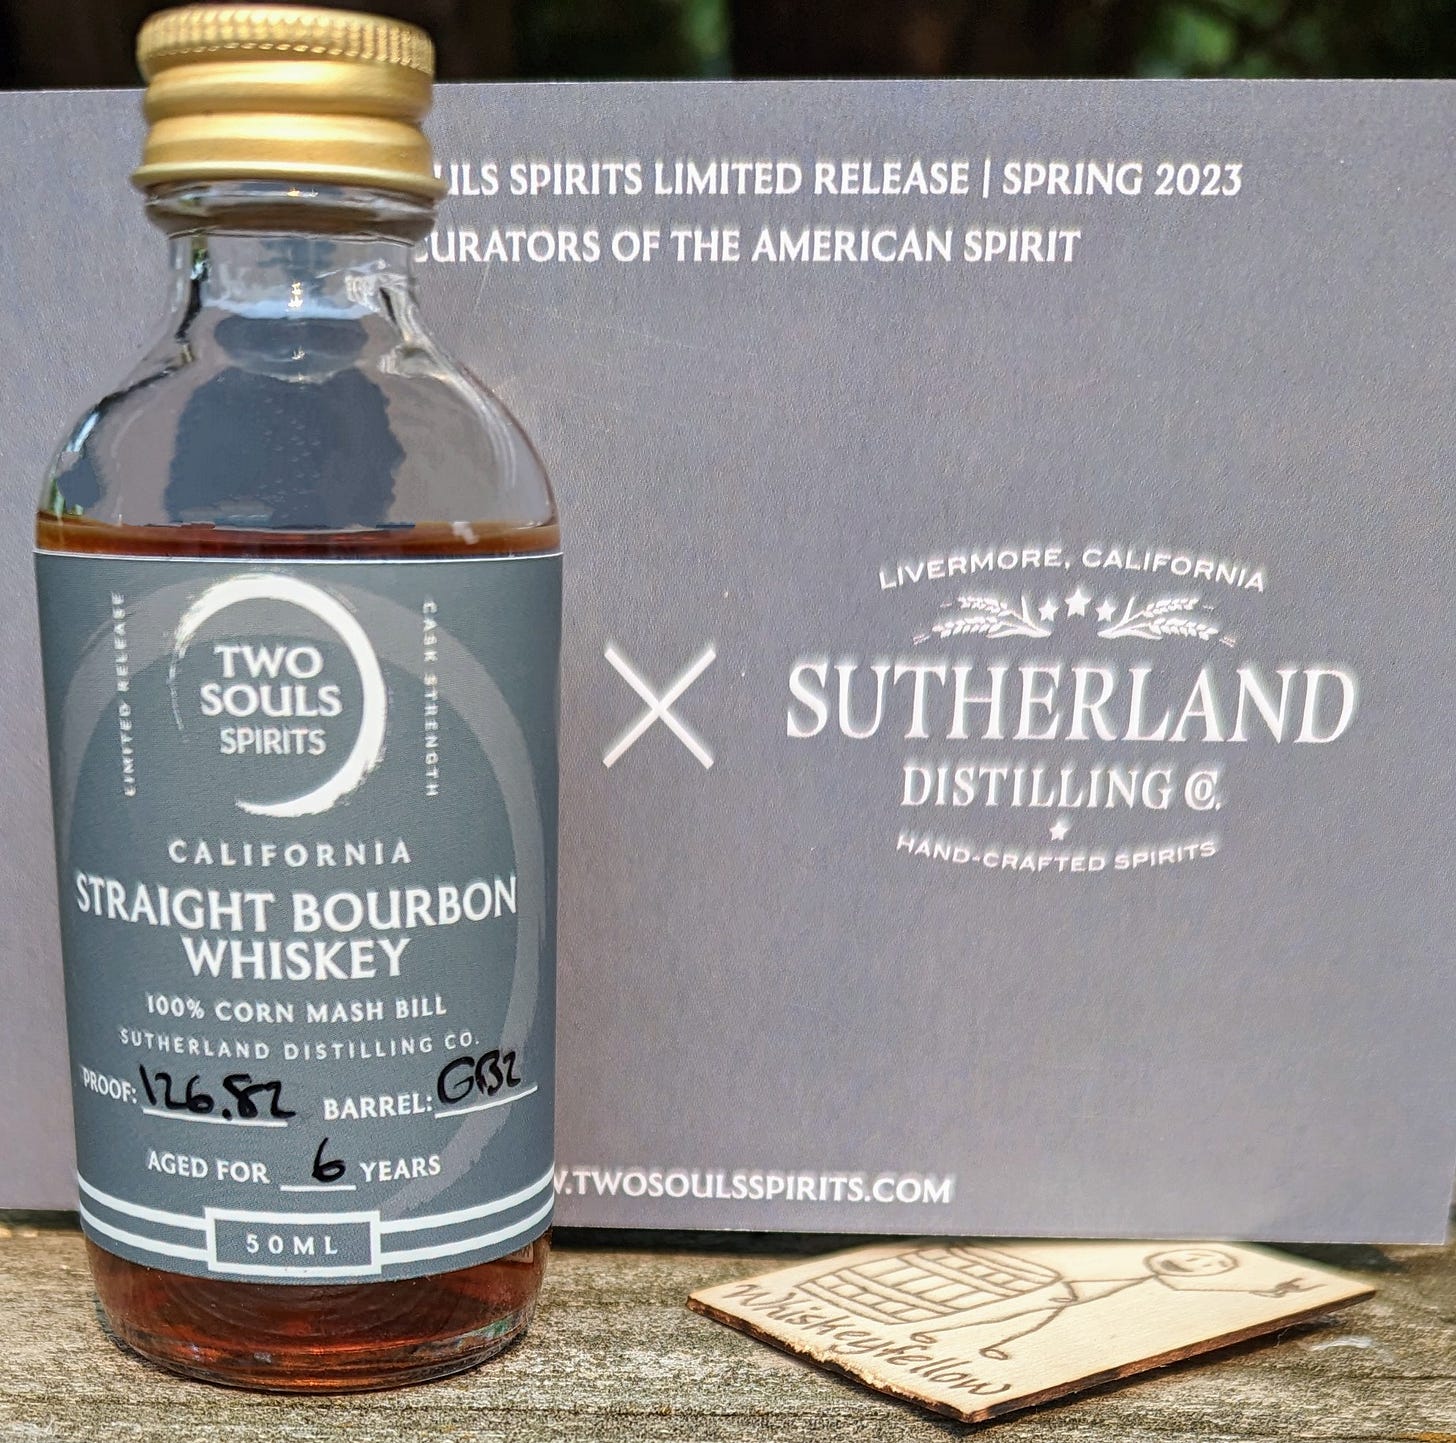 ULS SPIRITS LIMITED RELEASE | SPRING 2023
CURATORS OF THE AMERICAN SPIRIT
LIMITED RELEASE
TWO
SOULS
SPIRITS
CASK STRENGTH
CALIFORNIA
STRAIGHT BOURBON
WHISKEY
100% CORN MASH BILL
SUTHERLAND DISTILLING CO.
PROOF: 126.82 BARREL: GB2
AGED FOR 6 YEARS
50ML
X
LIVERMORE, CALIFORNIA
SUTHERLAND
DISTILLING CO.
HAND-CRAFTED SPIRITS
W.TWOSOULSSPIRITS.COM
Whiskeyfellow